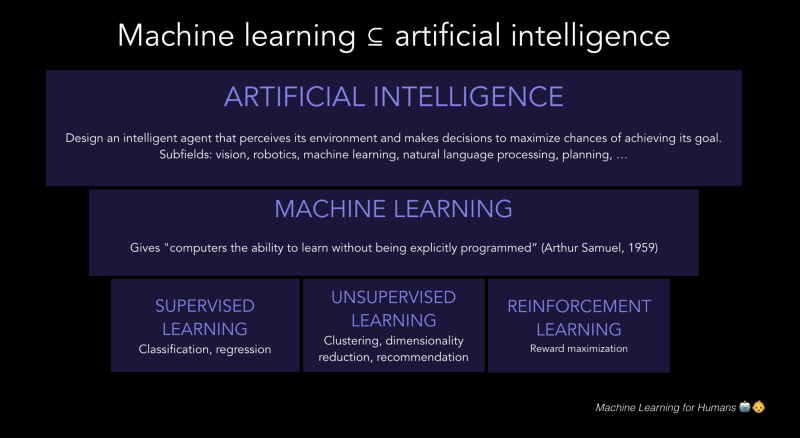 Machine learning ⊆ artificial intelligence
ARTIFICIAL INTELLIGENCE
Design an intelligent agent that perceives its environment and makes decisions to maximize chances of achieving its goal.
Subfields: vision, robotics, machine learning, natural language processing, planning, …
MACHINE LEARNING
Gives "computers the ability to learn without being explicitly programmed” (Arthur Samuel, 1959)
SUPERVISED
LEARNING
Classification, regression
UNSUPERVISED
LEARNING
Clustering, dimensionality
reduction, recommendation
REINFORCEMENT
LEARNING
Reward maximization
Machine Learning for Humans 🤖👶